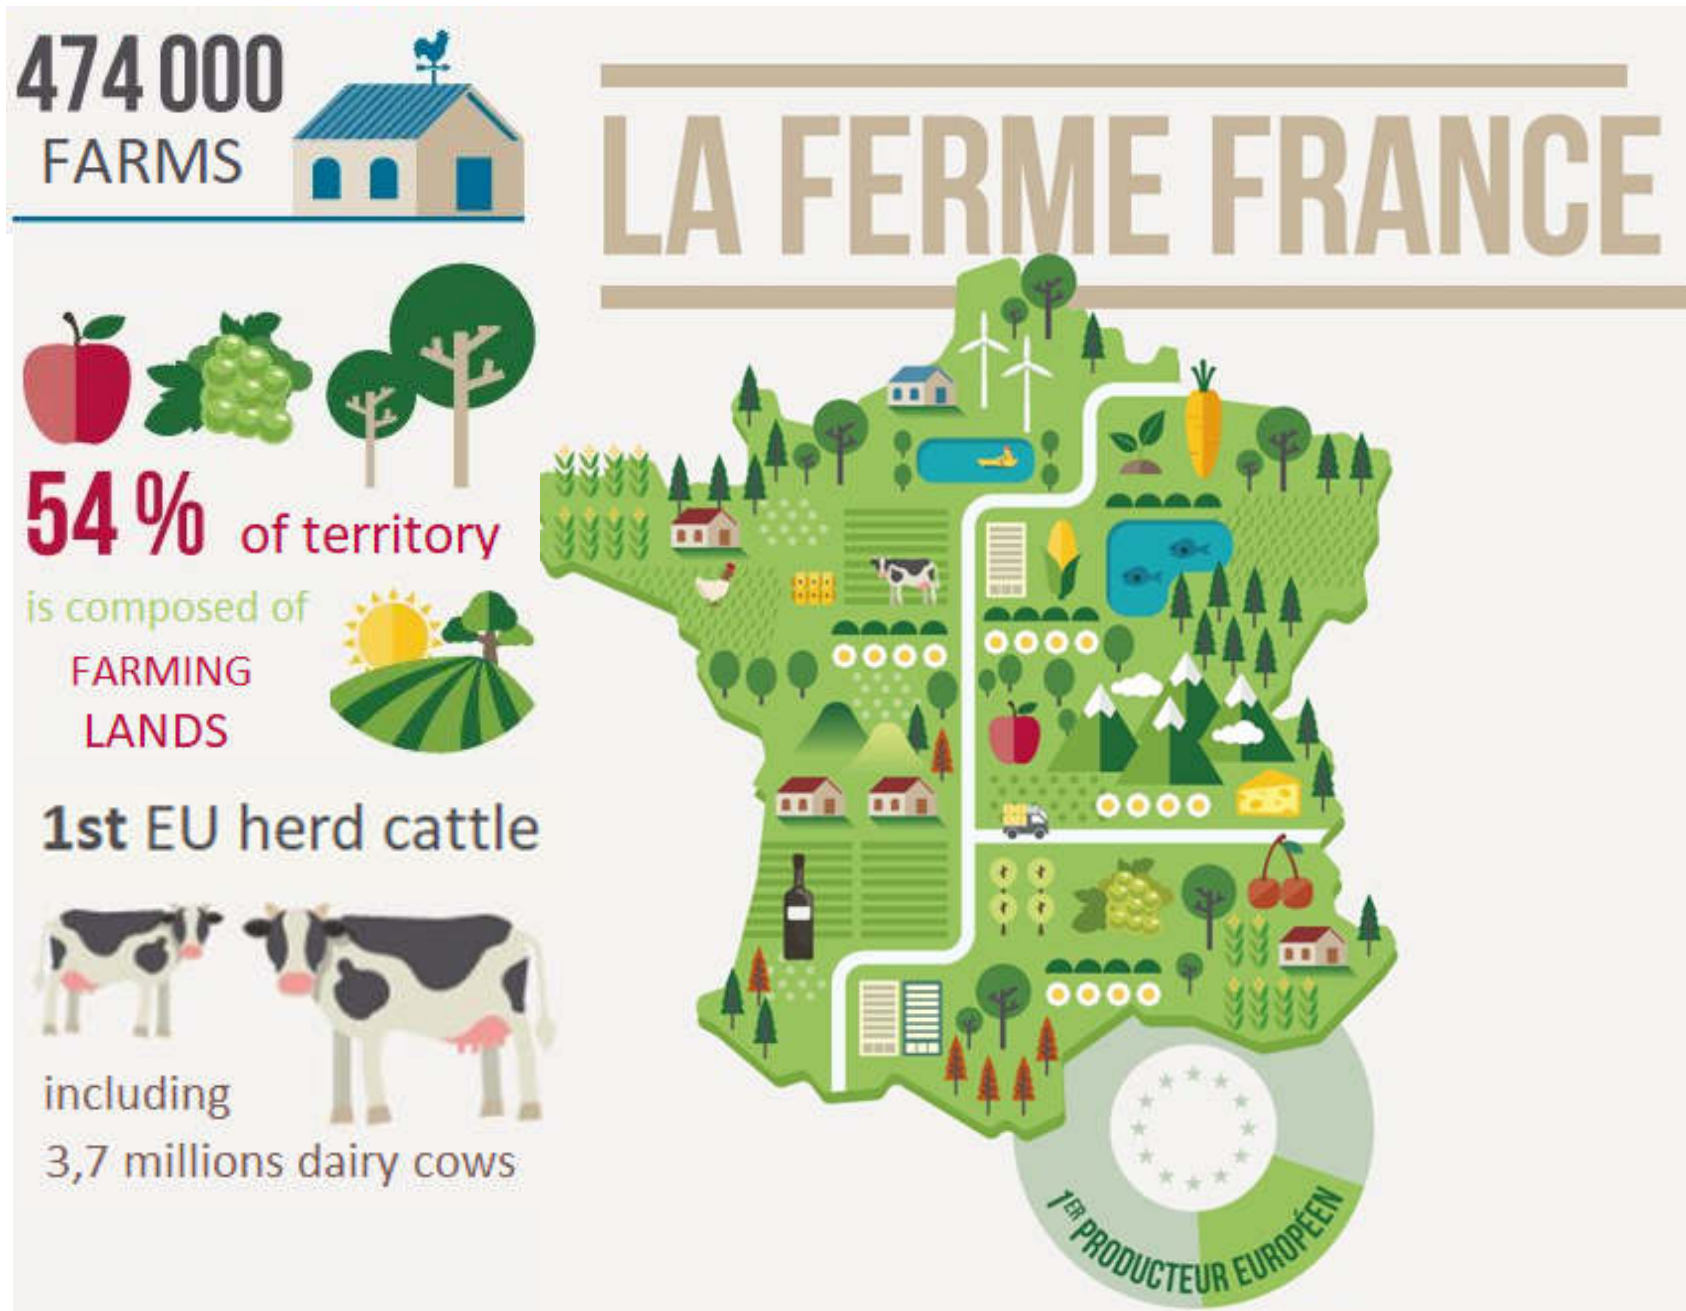 474 000
FARMS
LA FERME FRANCE
54 % of territory
is composed of
FARMING
LANDS
1st EU herd cattle
including
3,7 millions dairy cows
1ER PRODUCTEUR EUROPÉEN